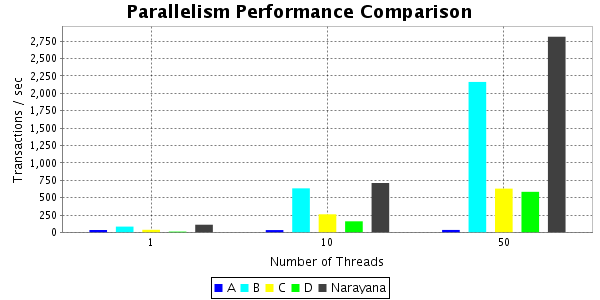 Parallelism Performance Comparison
Transactions / sec
2,750
2,500
2,250
2,000
1,750
1,500
1,250
1,000
750
500
250
0
1 10 50
Number of Threads
A B C D Narayana